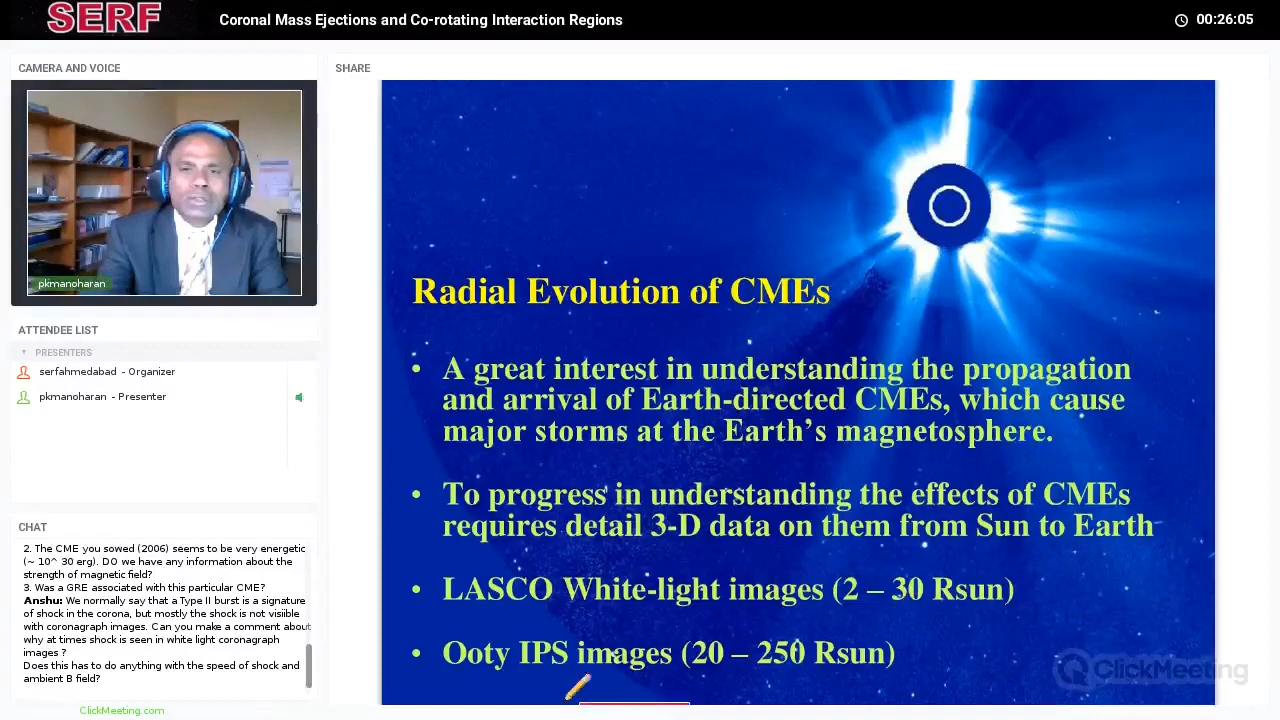 SERF
Coronal Mass Ejections and Co-rotating Interaction Regions
00:26:05
CAMERA AND VOICE
pkmanoharan
ATTENDEE LIST
PRESENTERS
serfahmedabad - Organizer
pkmanoharan - Presenter
CHAT
2. The CME you sowed (2006) seems to be very energetic
(~ 10^ 30 erg). DO we have any information about the
strength of magnetic field?
3. Was a GRE associated with this particular CME?
Anshu: We normally say that a Type II burst is a signature
of shock in the corona, but mostly the shock is not visiible
with coronagraph images. Can you make a comment about
why at times shock is seen in white light coronagraph
images ?
Does this has to do anything with the speed of shock and
ambient B field?
ClickMeeting.com
SHARE
Radial Evolution of CMEs
• A great interest in understanding the propagation
and arrival of Earth-directed CMEs, which cause
major storms at the Earth's magnetosphere.
• To progress in understanding the effects of CMEs
requires detail 3-D data on them from Sun to Earth
• LASCO White-light images (2 – 30 Rsun)
• Ooty IPS images (20 – 250 Rsun)
ClickMeeting